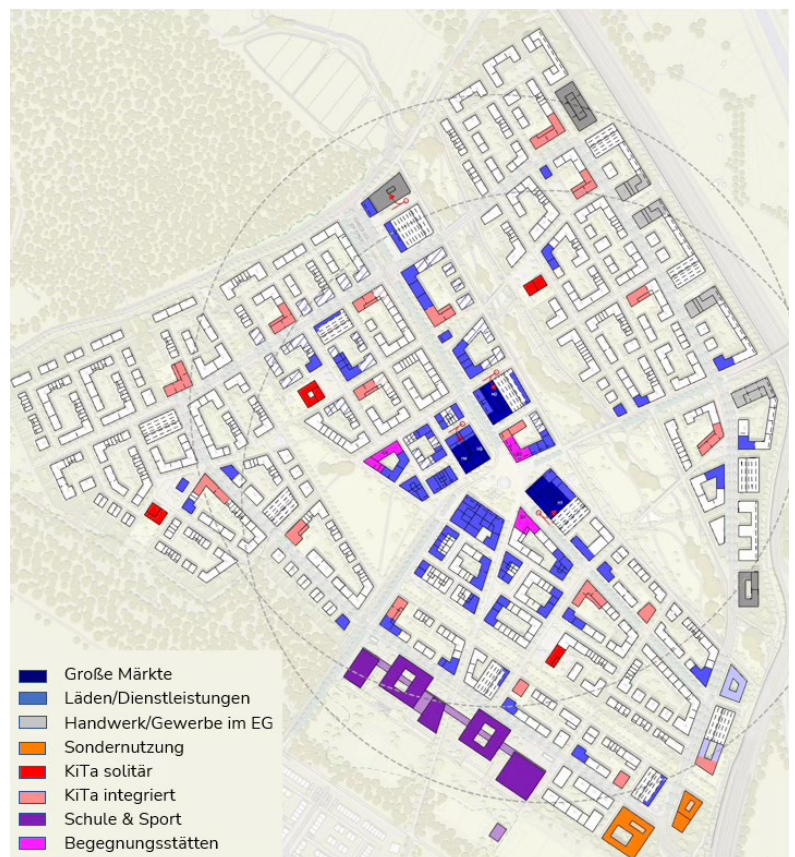 Große Märkte
Läden/Dienstleistungen
Handwerk/Gewerbe im EG
Sondernutzung
KiTa solitär
KiTa integriert
Schule & Sport
Begegnungsstätten